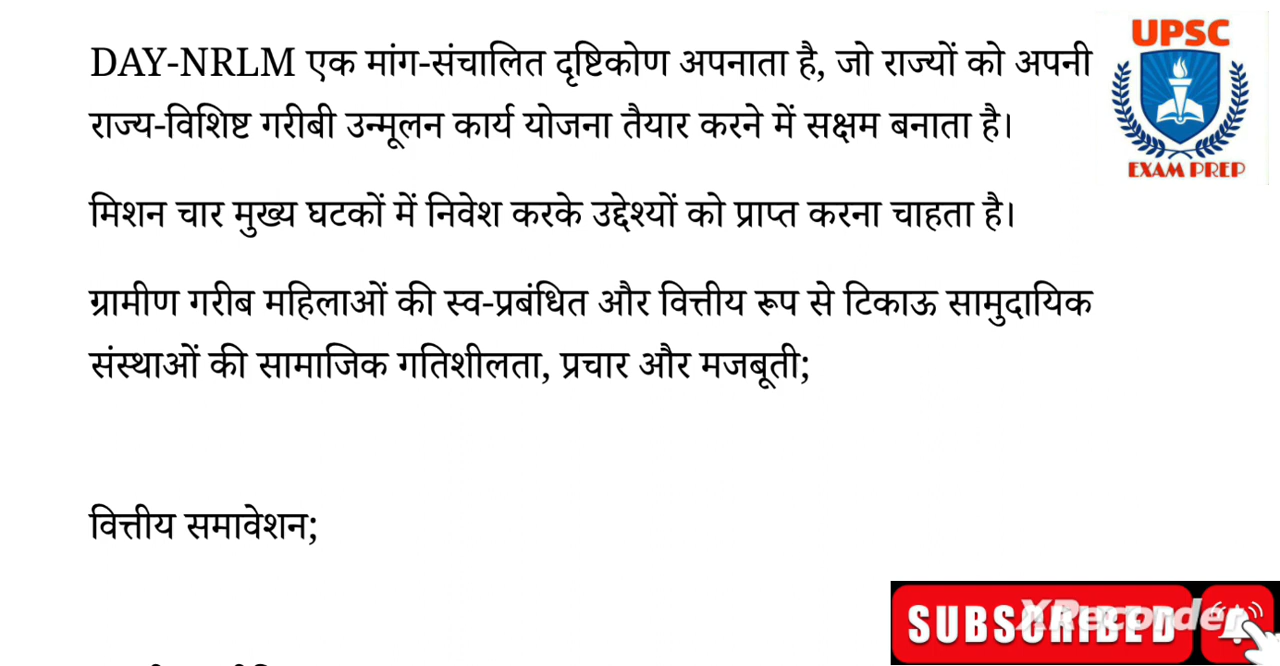 UPSC
EXAM PREP
DAY-NRLM एक मांग-संचालित दृष्टिकोण अपनाता है, जो राज्यों को अपनी
राज्य-विशिष्ट गरीबी उन्मूलन कार्य योजना तैयार करने में सक्षम बनाता है।
मिशन चार मुख्य घटकों में निवेश करके उद्देश्यों को प्राप्त करना चाहता है।
ग्रामीण गरीब महिलाओं की स्व-प्रबंधित और वित्तीय रूप से टिकाऊ सामुदायिक
संस्थाओं की सामाजिक गतिशीलता, प्रचार और मजबूती;
वित्तीय समावेशन;
SUBSCRIBED
XRecorder